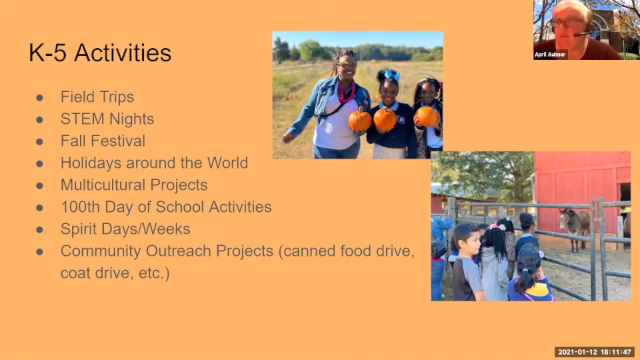 K-5 Activities
● Field Trips
● STEM Nights
● Fall Festival
● Holidays around the World
● Multicultural Projects
● 100th Day of School Activities
● Spirit Days/Weeks
● Community Outreach Projects (canned food drive,
coat drive, etc.)
April Aulmer
2021-01-12 18:11:47